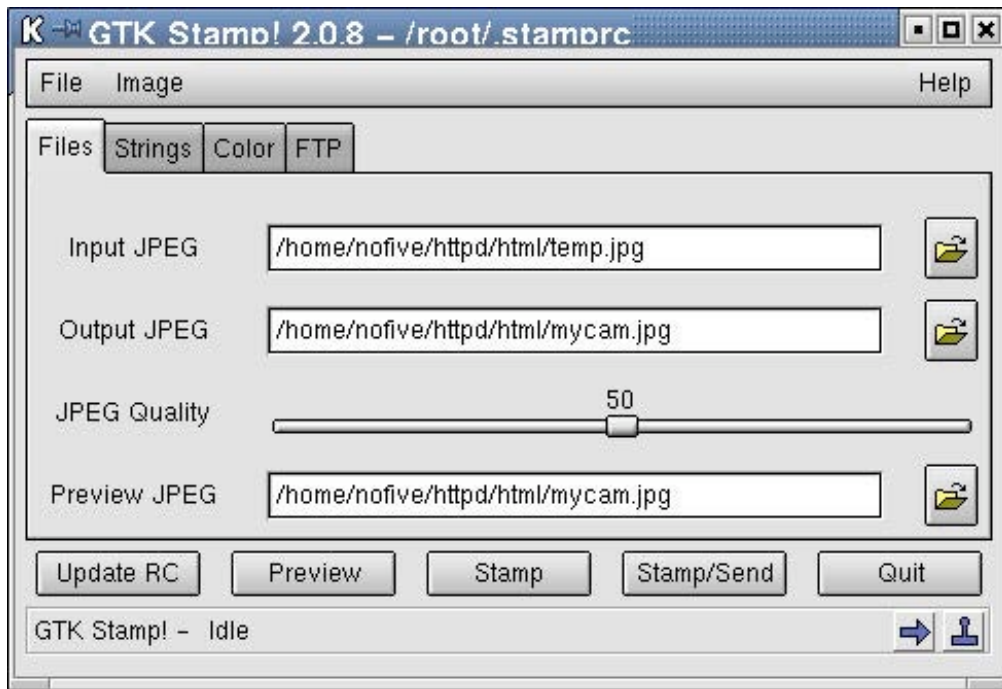 GTK Stamp! 2.0.8 – /root/.stamprc
File Image Help
Files Strings Color FTP
Input JPEG /home/nofive/httpd/html/temp.jpg
Output JPEG /home/nofive/httpd/html/mycam.jpg
50
JPEG Quality
Preview JPEG /home/nofive/httpd/html/mycam.jpg
Update RC Preview Stamp Stamp/Send Quit
GTK Stamp! – Idle